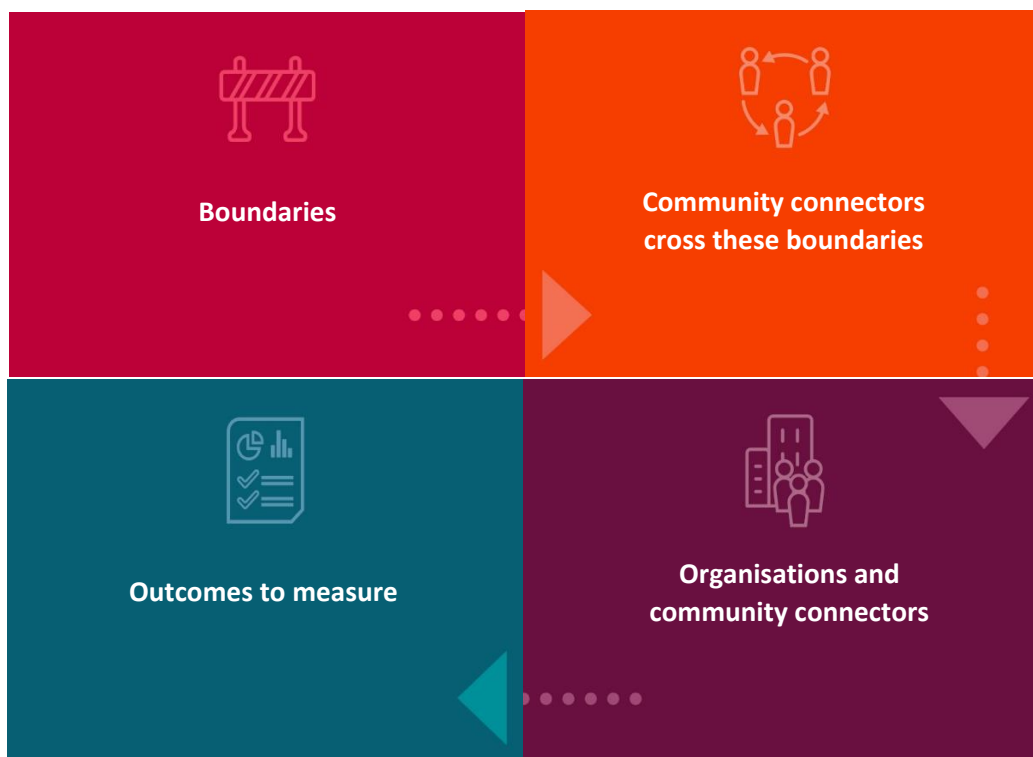 Boundaries
Community connectors
cross these boundaries
Outcomes to measure
Organisations and
community connectors